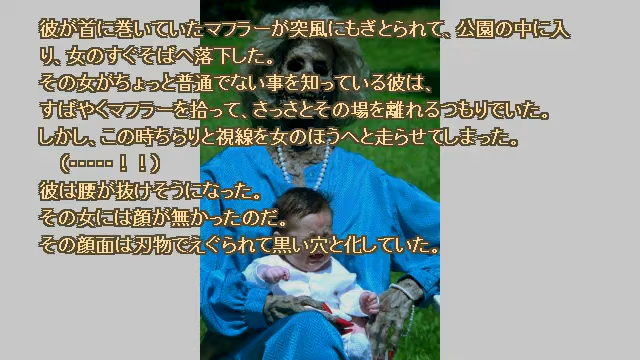 彼が首に巻いていたマフラーが突風にもぎとられて、公園の中に入
り、女のすぐそばへ落下した。
その女がちょっと普通でない事を知っている彼は、
すばやくマフラーを拾って、さっさとその場を離れるつもりでいた。
しかし、この時ちらりと視線を女のほうへと走らせてしまった。
（・・・・・！！）
彼は腰が抜けそうになった。
その女には顔が無かったのだ。
その顔面は刃物でえぐられて黒い穴と化していた。